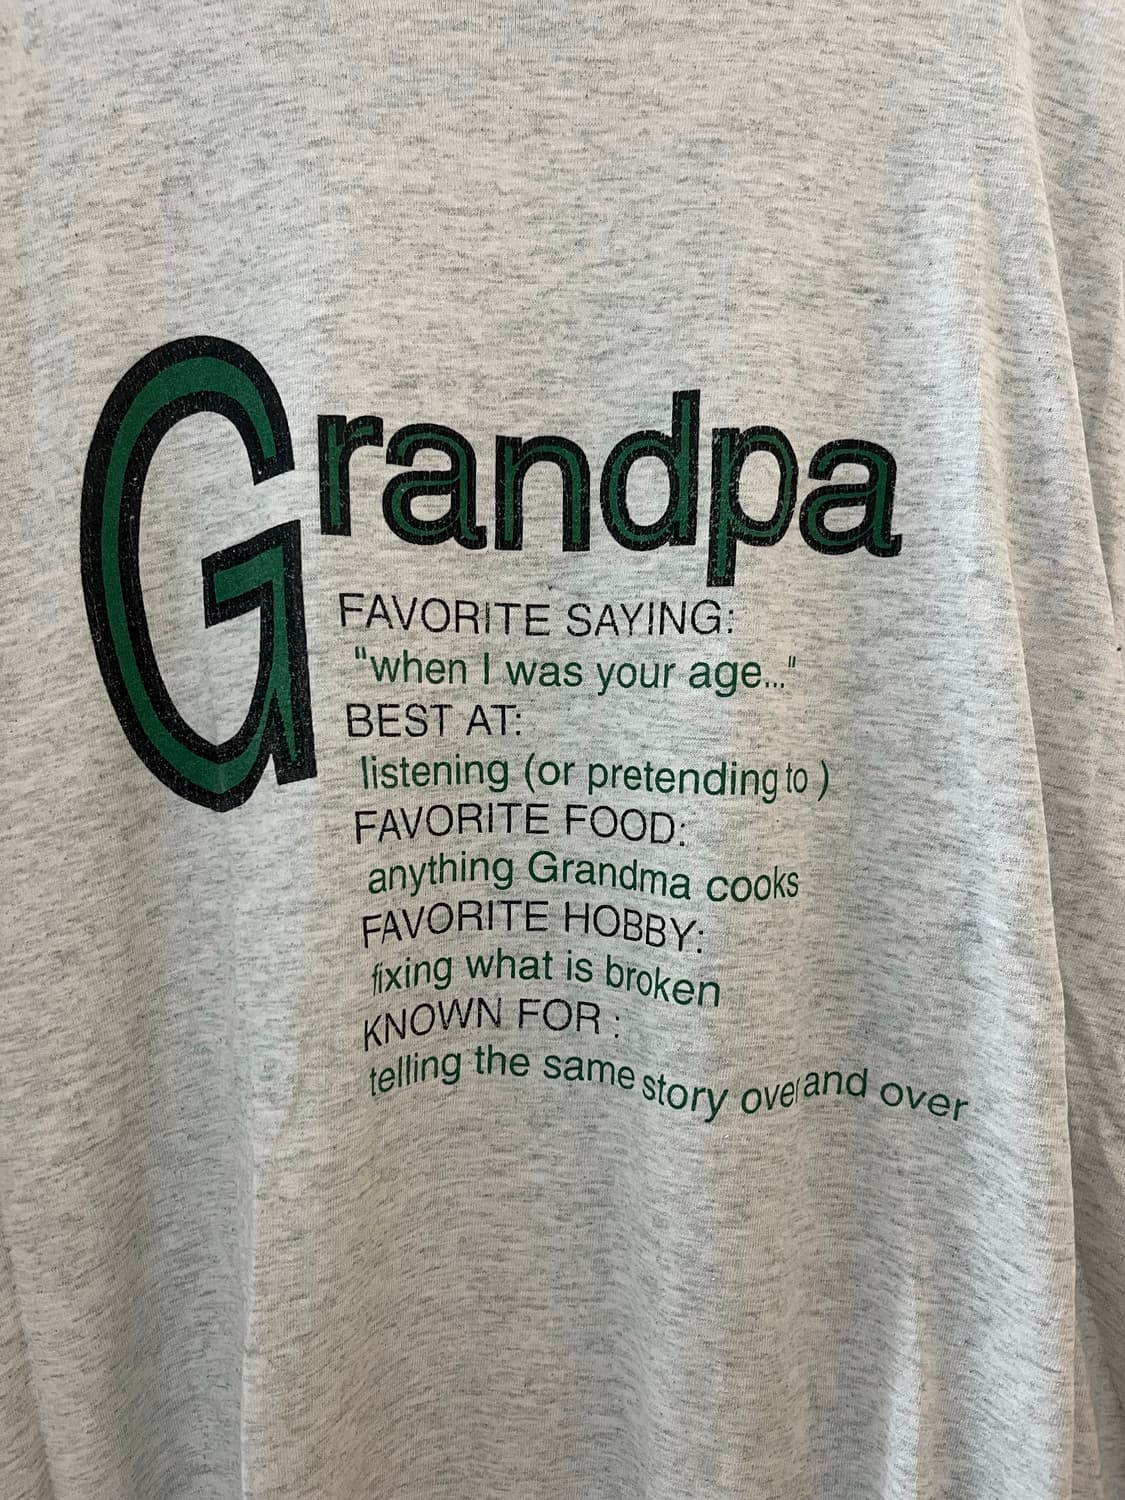 Grandpa
FAVORITE SAYING:
"when I was your age..."
BEST AT:
listening (or pretending to )
FAVORITE FOOD:
anything Grandma cooks
FAVORITE HOBBY:
fixing what is broken
KNOWN FOR :
telling the same story over and over